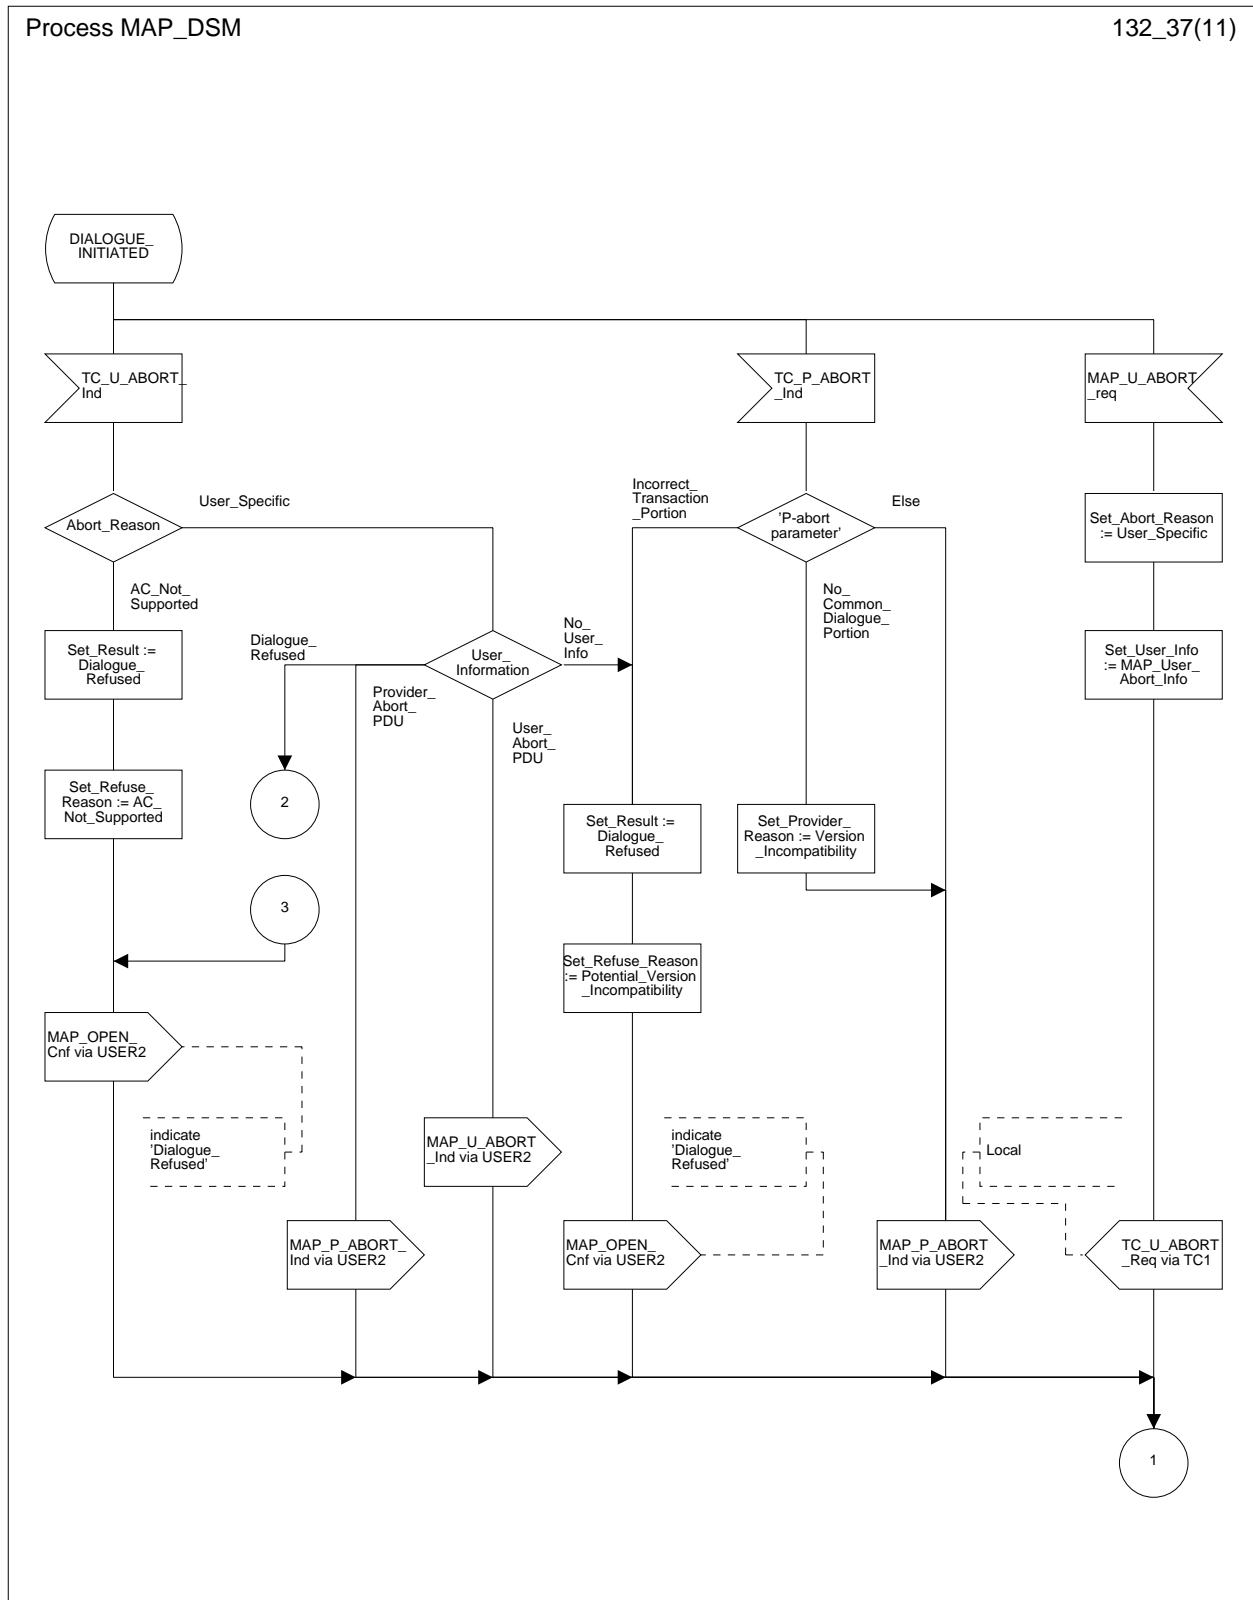 Process MAP_DSM
132_37(11)
DIALOGUE_
INITIATED
TC_U_ABORT_
Ind
TC_P_ABORT
_Ind
MAP_U_ABORT
_req
Abort_Reason
User_Specific
Incorrect_
Transaction
_Portion
'P-abort
parameter'
Else
Set_Abort_Reason
:= User_Specific
AC_Not_
Supported
No_
Common_
Dialogue_
Portion
Set_Result :=
Dialogue_
Refused
Dialogue_
Refused
User_
Information
No_
User_
Info
Set_User_Info
:= MAP_User_
Abort_Info
Provider_
Abort_
PDU
User_
Abort_
PDU
Set_Refuse_
Reason := AC_
Not_Supported
2
Set_Result :=
Dialogue_
Refused
Set_Provider_
Reason := Version
_Incompatibility
3
Set_Refuse_Reason
:= Potential_Version
_Incompatibility
MAP_OPEN_
Cnf via USER2
indicate
'Dialogue_
Refused'
MAP_U_ABORT
_Ind via USER2
indicate
'Dialogue_
Refused'
Local
MAP_P_ABORT_
Ind via USER2
MAP_OPEN_
Cnf via USER2
MAP_P_ABORT
_Ind via USER2
TC_U_ABORT
_Req via TC1
1